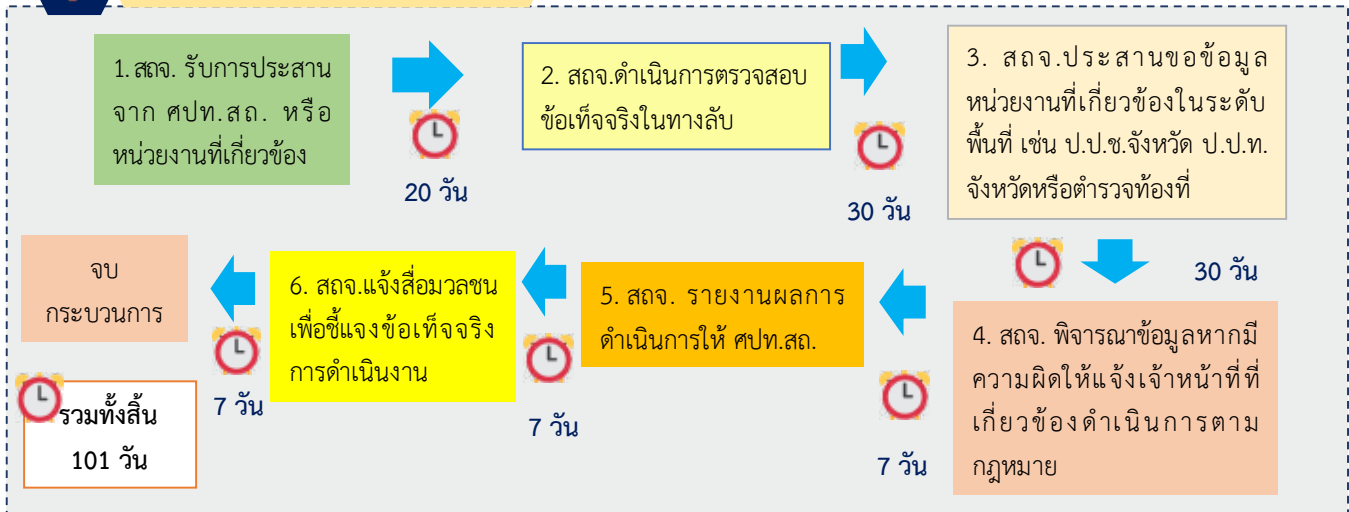 1. สถจ. รับการประสาน
จาก ศปท.สถ. หรือ
หน่วยงานที่เกี่ยวข้อง
20 วัน
2. สถจ.ดำเนินการตรวจสอบ
ข้อเท็จจริงในทางลับ
30 วัน
3. สถจ.ประสานขอข้อมูล
หน่วยงานที่เกี่ยวข้องในระดับ
พื้นที่ เช่น ป.ป.ช.จังหวัด ป.ป.ท.
จังหวัดหรือตำรวจท้องที่
30 วัน
4. สถจ. พิจารณาข้อมูลหากมี
ความผิดให้แจ้งเจ้าหน้าที่ที่
เกี่ยวข้องดำเนินการตาม
กฎหมาย
7 วัน
5. สถจ. รายงานผลการ
ดำเนินการให้ ศปท.สถ.
7 วัน
6. สถจ.แจ้งสื่อมวลชน
เพื่อชี้แจงข้อเท็จจริง
การดำเนินงาน
7 วัน
จบ
กระบวนการ
รวมทั้งสิ้น
101 วัน